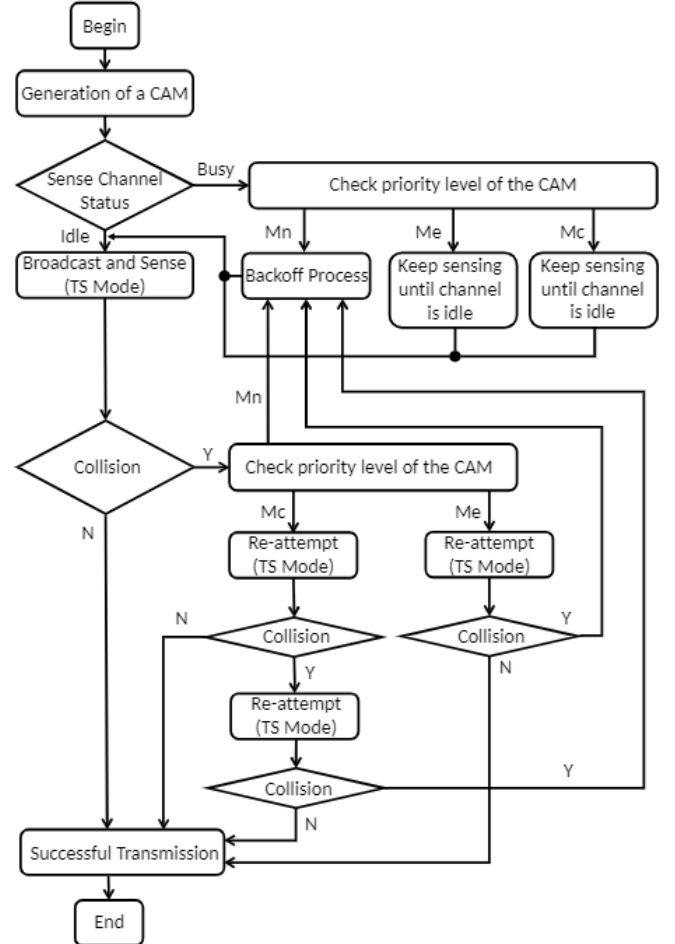 Begin
Generation of a CAM
Sense Channel
Status
Busy
Check priority level of the CAM
Idle
Mn
Me
Mc
Broadcast and Sense
(TS Mode)
Backoff Process
Keep sensing
until channel
is idle
Keep sensing
until channel
is idle
Mn
Collision
Y
Check priority level of the CAM
N
Mc
Me
Re-attempt
(TS Mode)
Re-attempt
(TS Mode)
N
Collision
Collision
Y
Y
N
Re-attempt
(TS Mode)
Collision
Y
N
Successful Transmission
End